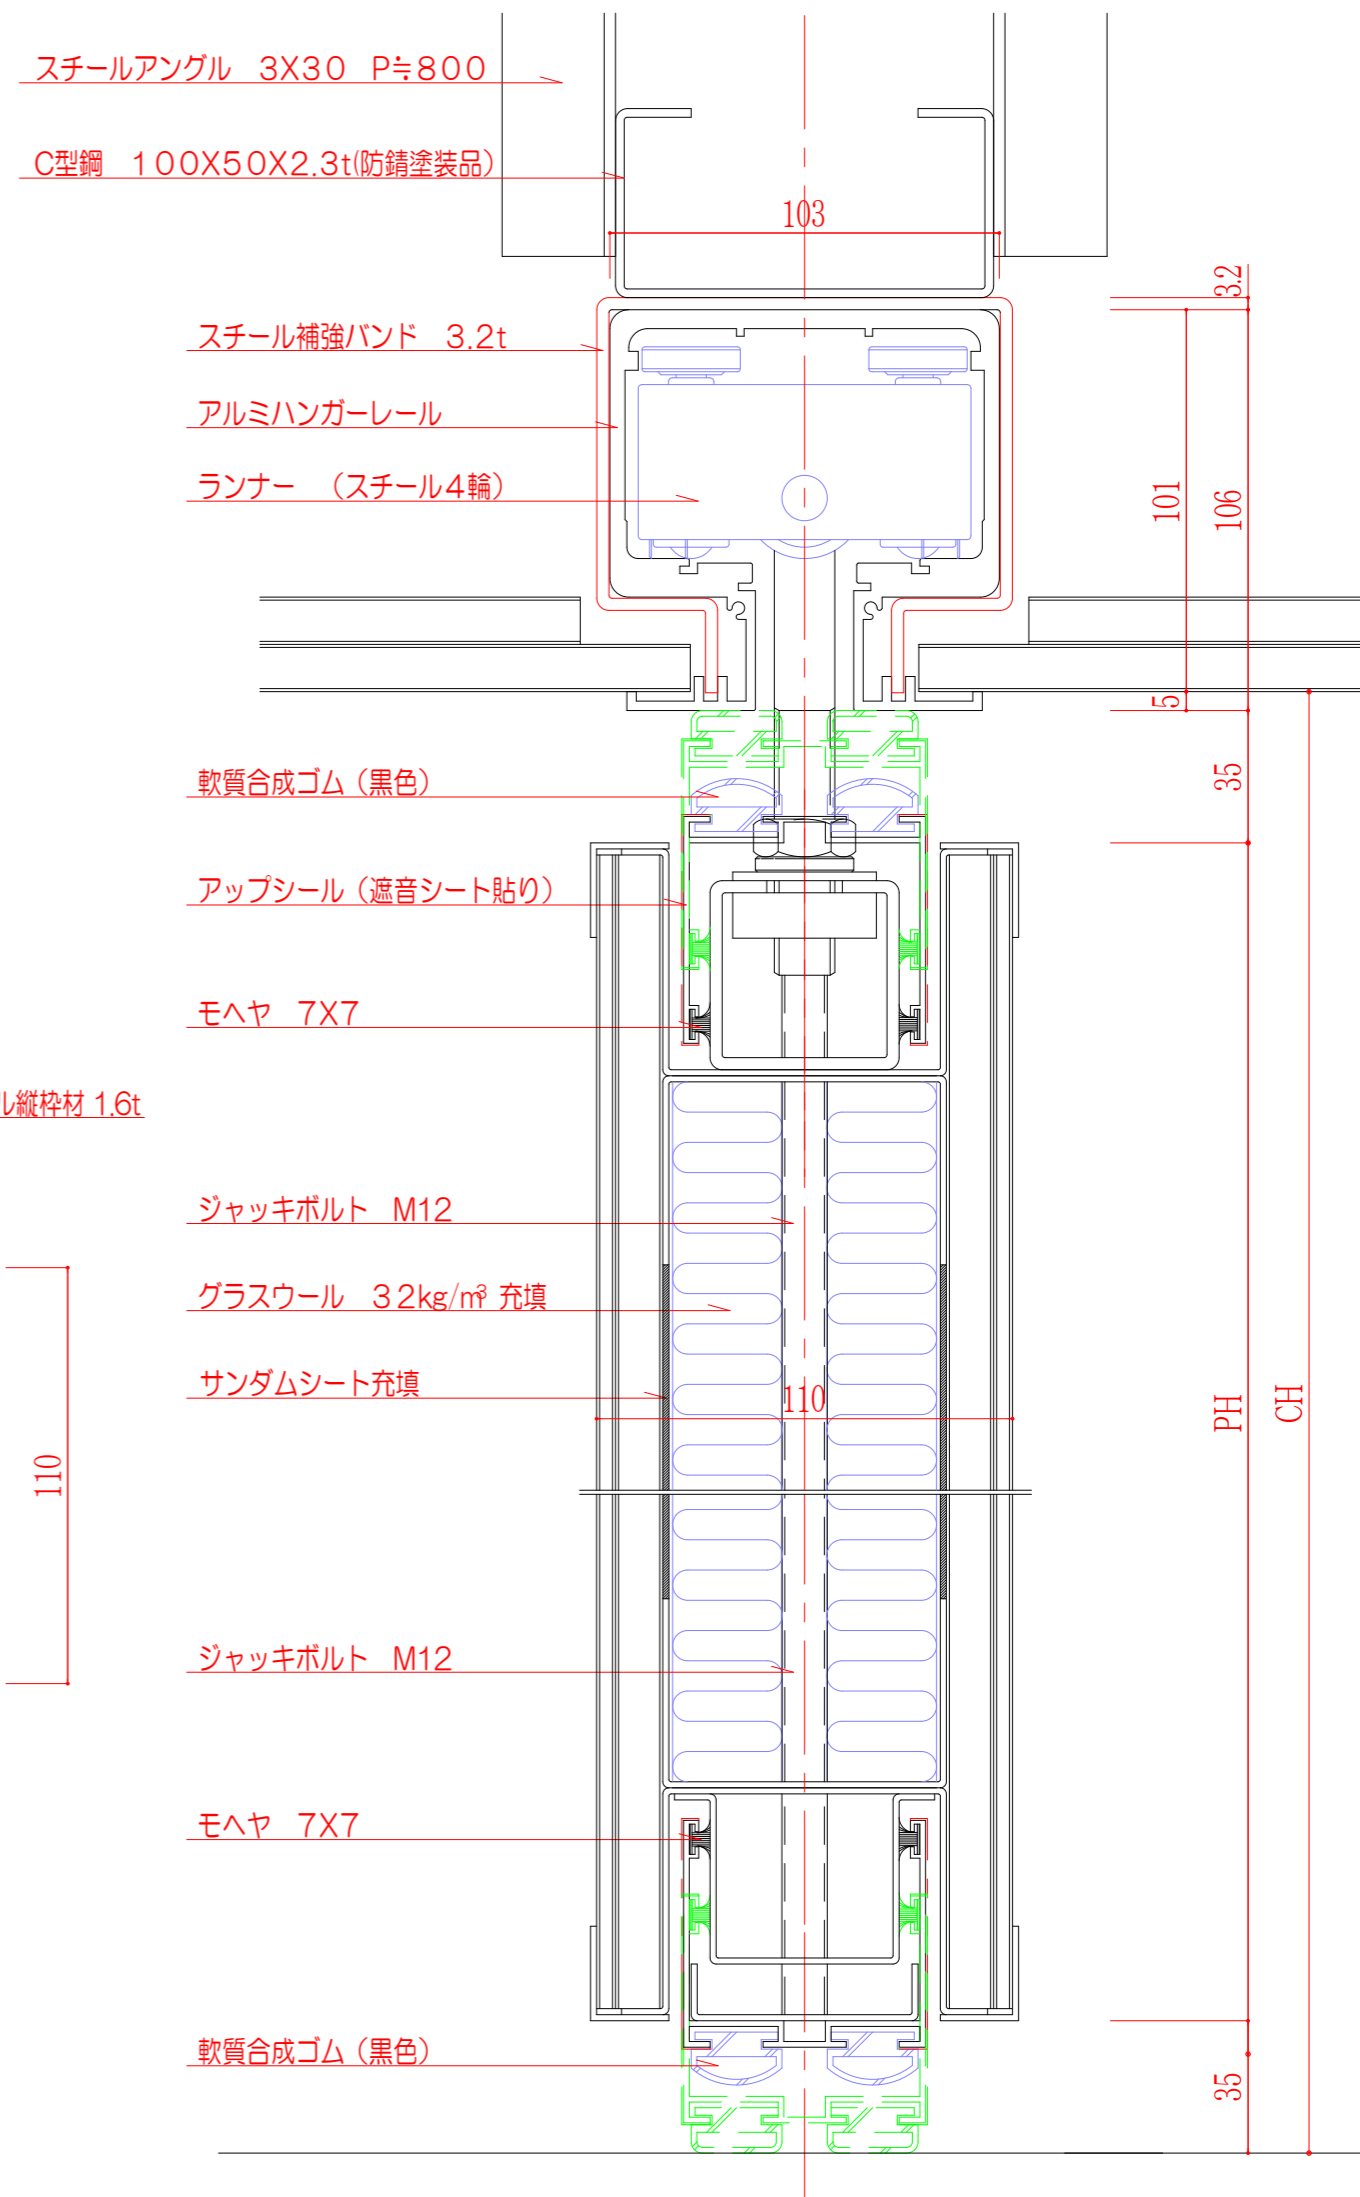 スチールアングル　3X30　P≒800
C型鋼　100X50X2.3t(防錆塗装品)
103
3.2
スチール補強バンド　3.2t
アルミハンガーレール
ランナー　（スチール4輪）
101
106
5
軟質合成ゴム（黒色）
35
アップシール（遮音シート貼り）
モヘヤ　7X7
ル縦枠材 1.6t
ジャッキボルト　M12
グラスウール　32kg/m³ 充填
サンダムシート充填
110
PH
CH
110
ジャッキボルト　M12
モヘヤ　7X7
軟質合成ゴム（黒色）
35